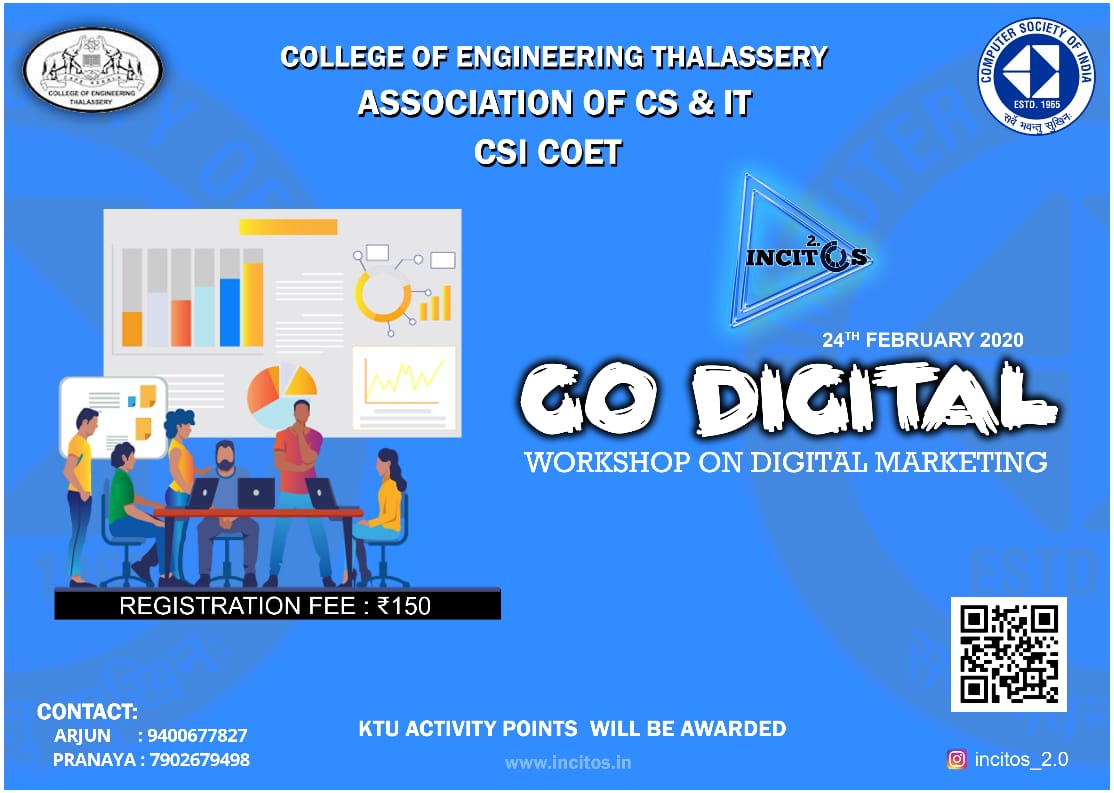 COLLEGE OF ENGINEERING THALASSERY
ASSOCIATION OF CS & IT
CSI COET
COLLEGE OF ENGINEERING
THALASSERY
COMPUTER SOCIETY OF INDIA
ESTD. 1965
सर्वे भवन्तु सुखिनः
2.
INCITOS
24TH FEBRUARY 2020
GO DIGITAL
WORKSHOP ON DIGITAL MARKETING
REGISTRATION FEE : ₹150
CONTACT:
ARJUN : 9400677827
PRANAYA : 7902679498
KTU ACTIVITY POINTS WILL BE AWARDED
www.incitos.in
incitos_2.0